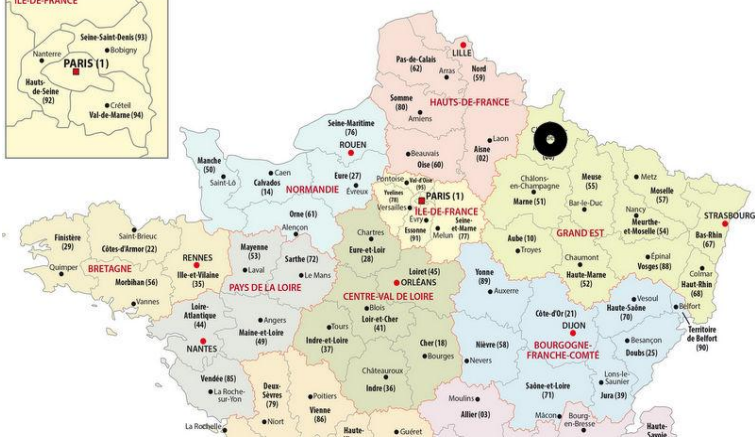 ÎLE-DE-FRANCE
Seine-Saint-Denis (93)
Nanterre
Bobigny
PARIS (1)
Hauts-
de-Seine
(92)
Créteil
Val-de-Marne (94)
LILLE
Pas-de-Calais
(62)
Nord
(59)
Arras
Somme
(80)
HAUTS-DE-FRANCE
Amiens
Laon
Aisne
(02)
Beauvais
Oise (60)
Seine-Maritime
(76)
ROUEN
Manche
(50)
Saint-Lô
Caen
Calvados
(14)
Eure (27)
Évreux
NORMANDIE
Orne (61)
Alençon
Pontoise
Val-d'Oise
(95)
Yvelines
(78)
PARIS (1)
Versailles
ÎLE-DE-FRANCE
Évry
Essonne
(91)
Melun
Seine-
et-Marne
(77)
Châlons-
en-Champagne
Marne (51)
Meuse
(55)
Bar-le-Duc
Metz
Moselle
(57)
Nancy
Meurthe-
et-Moselle (54)
STRASBOURG
Bas-Rhin
(67)
GRAND EST
Aube (10)
Troyes
Chaumont
Haute-Marne
(52)
Épinal
Vosges (88)
Colmar
Haut-Rhin
(68)
Finistère
(29)
Quimper
Saint-Brieuc
Côtes-d'Armor (22)
BRETAGNE
Morbihan (56)
Vannes
RENNES
Ille-et-Vilaine
(35)
Mayenne
(53)
Laval
Sarthe (72)
Le Mans
PAYS DE LA LOIRE
Loire-
Atlantique
(44)
NANTES
Angers
Maine-et-Loire
(49)
Vendée (85)
La Roche-
sur-Yon
Chartres
Eure-et-Loir
(28)
Loiret (45)
ORLÉANS
CENTRE-VAL DE LOIRE
Blois
Loir-et-Cher
(41)
Tours
Indre-et-Loire
(37)
Cher (18)
Bourges
Châteauroux
Indre (36)
Yonne
(89)
Auxerre
Côte-d'Or (21)
DIJON
BOURGOGNE-
FRANCHE-COMTÉ
Nièvre (58)
Nevers
Saône-et-Loire
(71)
Mâcon
Vesoul
Haute-Saône
(70)
Belfort
Territoire
de Belfort
(90)
Besançon
Doubs (25)
Lons-le-
Saunier
Jura (39)
Deux-
Sèvres
(79)
Niort
Poitiers
Vienne
(86)
La Rochelle
Haute-
Guéret
Moulins
Allier (03)
Bourg-
en-Bresse
Haute-
Savoie